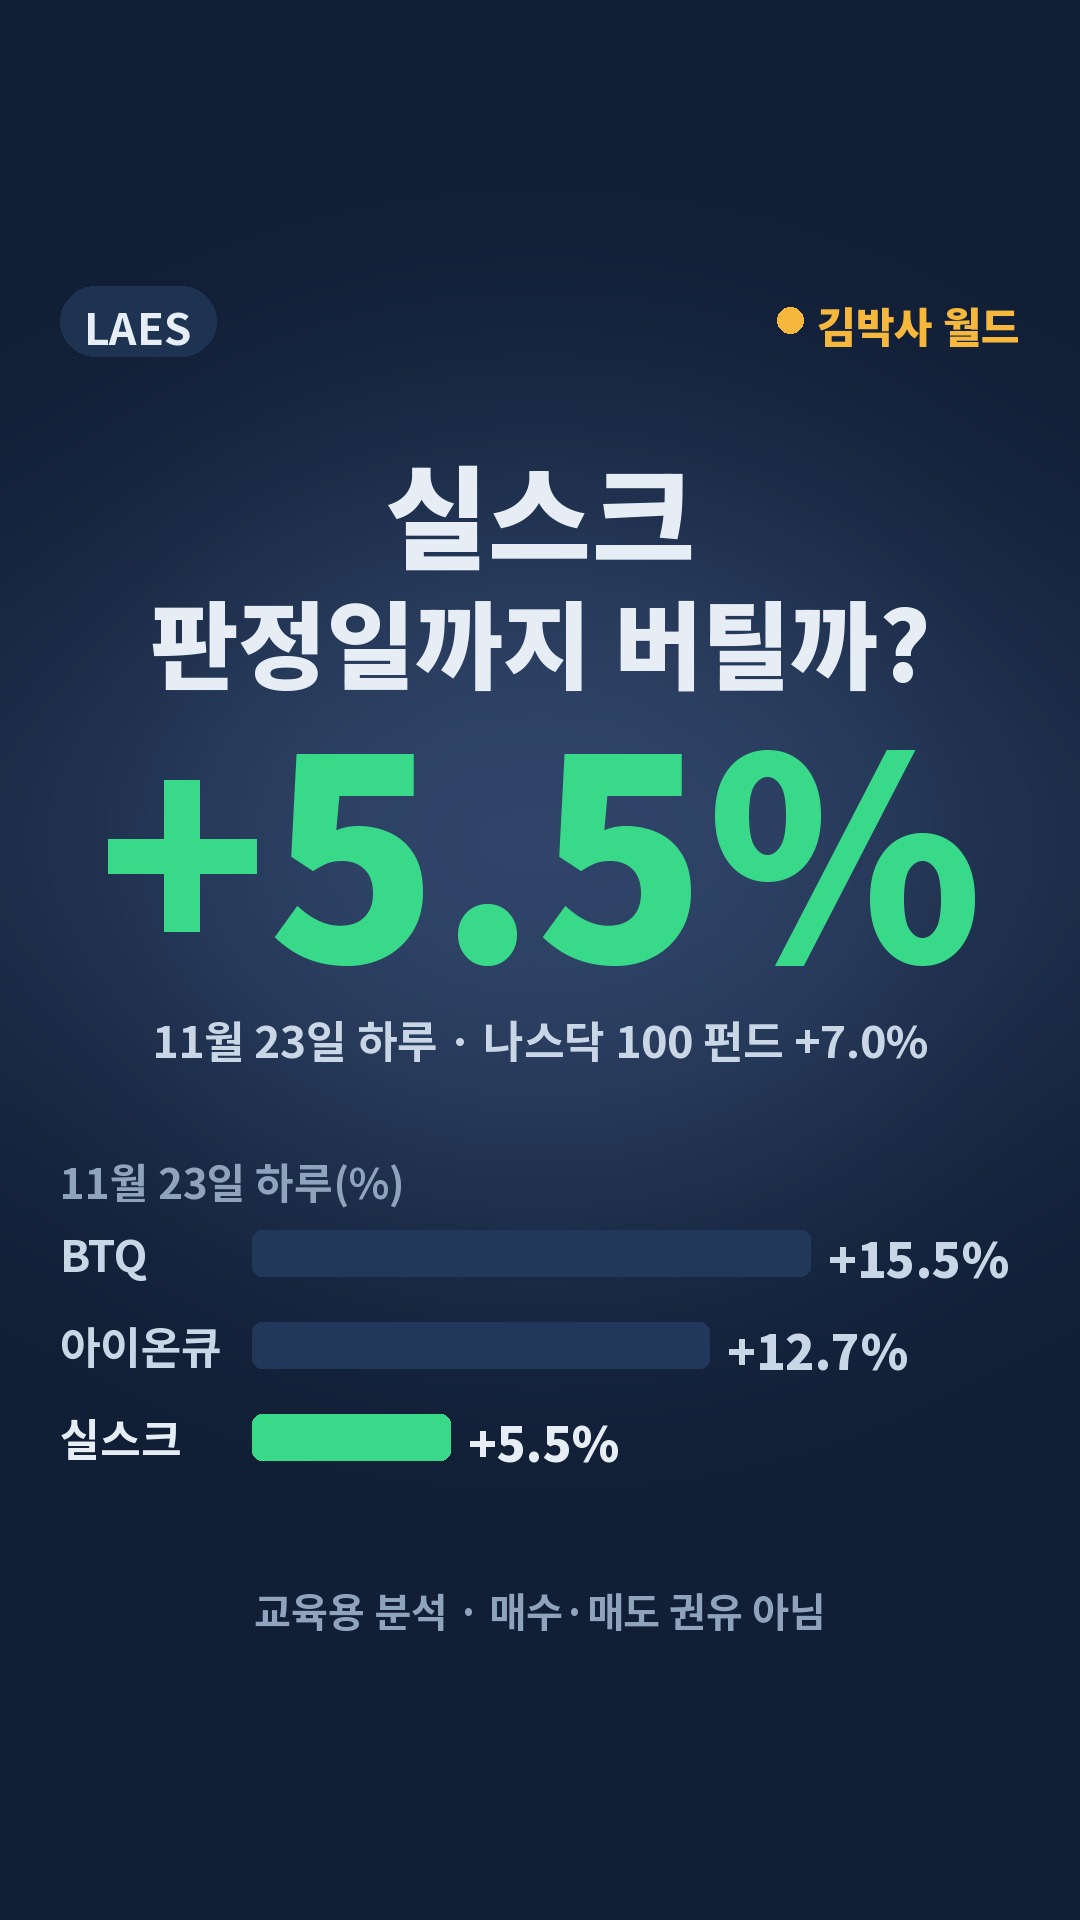 LAES
김박사 월드
실스크
판정일까지 버틸까?
+5.5%
11월 23일 하루 · 나스닥 100 펀드 +7.0%
11월 23일 하루(%)
BTQ +15.5%
아이온큐 +12.7%
실스크 +5.5%
교육용 분석 · 매수·매도 권유 아님